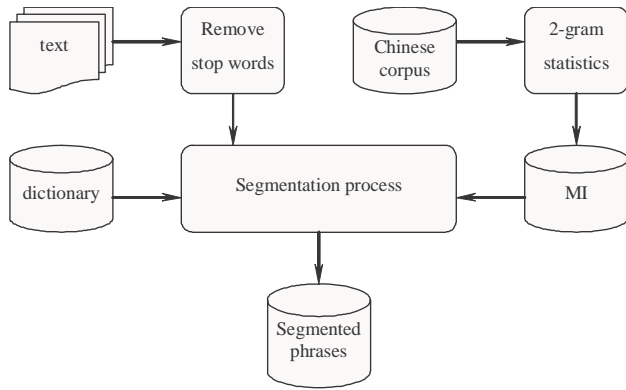 text
Remove
stop words
Chinese
corpus
2-gram
statistics
dictionary
Segmentation process
MI
Segmented
phrases